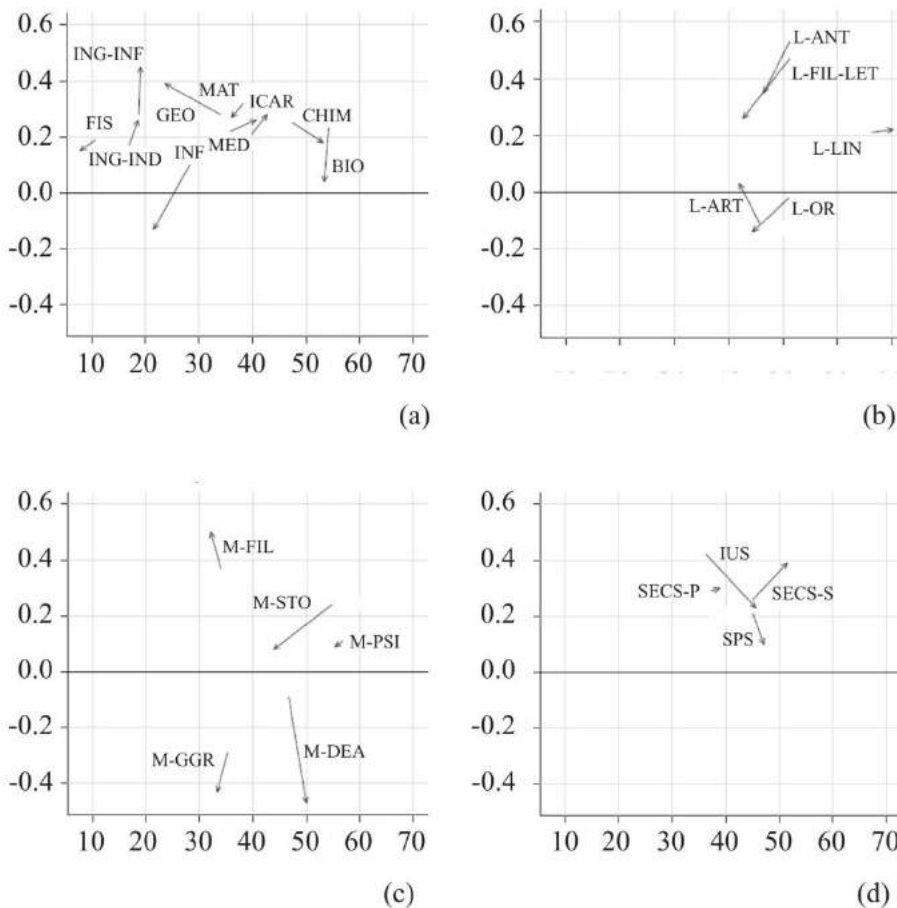 0.6
ING-INF
0.4
MAT
ICAR
GEO
CHIM
0.2
FIS
MED
ING-IND
INF
BIO
0.0
-0.2
-0.4
10 20 30 40 50 60 70
(a)
0.6
L-ANT
L-FIL-LET
0.4
0.2
L-LIN
0.0
L-ART
L-OR
-0.2
-0.4
(b)
0.6
M-FIL
0.4
M-STO
0.2
M-PSI
0.0
-0.2
M-GGR
M-DEA
-0.4
10 20 30 40 50 60 70
(c)
0.6
IUS
0.4
SECS-P
SECS-S
0.2
SPS
0.0
-0.2
-0.4
10 20 30 40 50 60 70
(d)